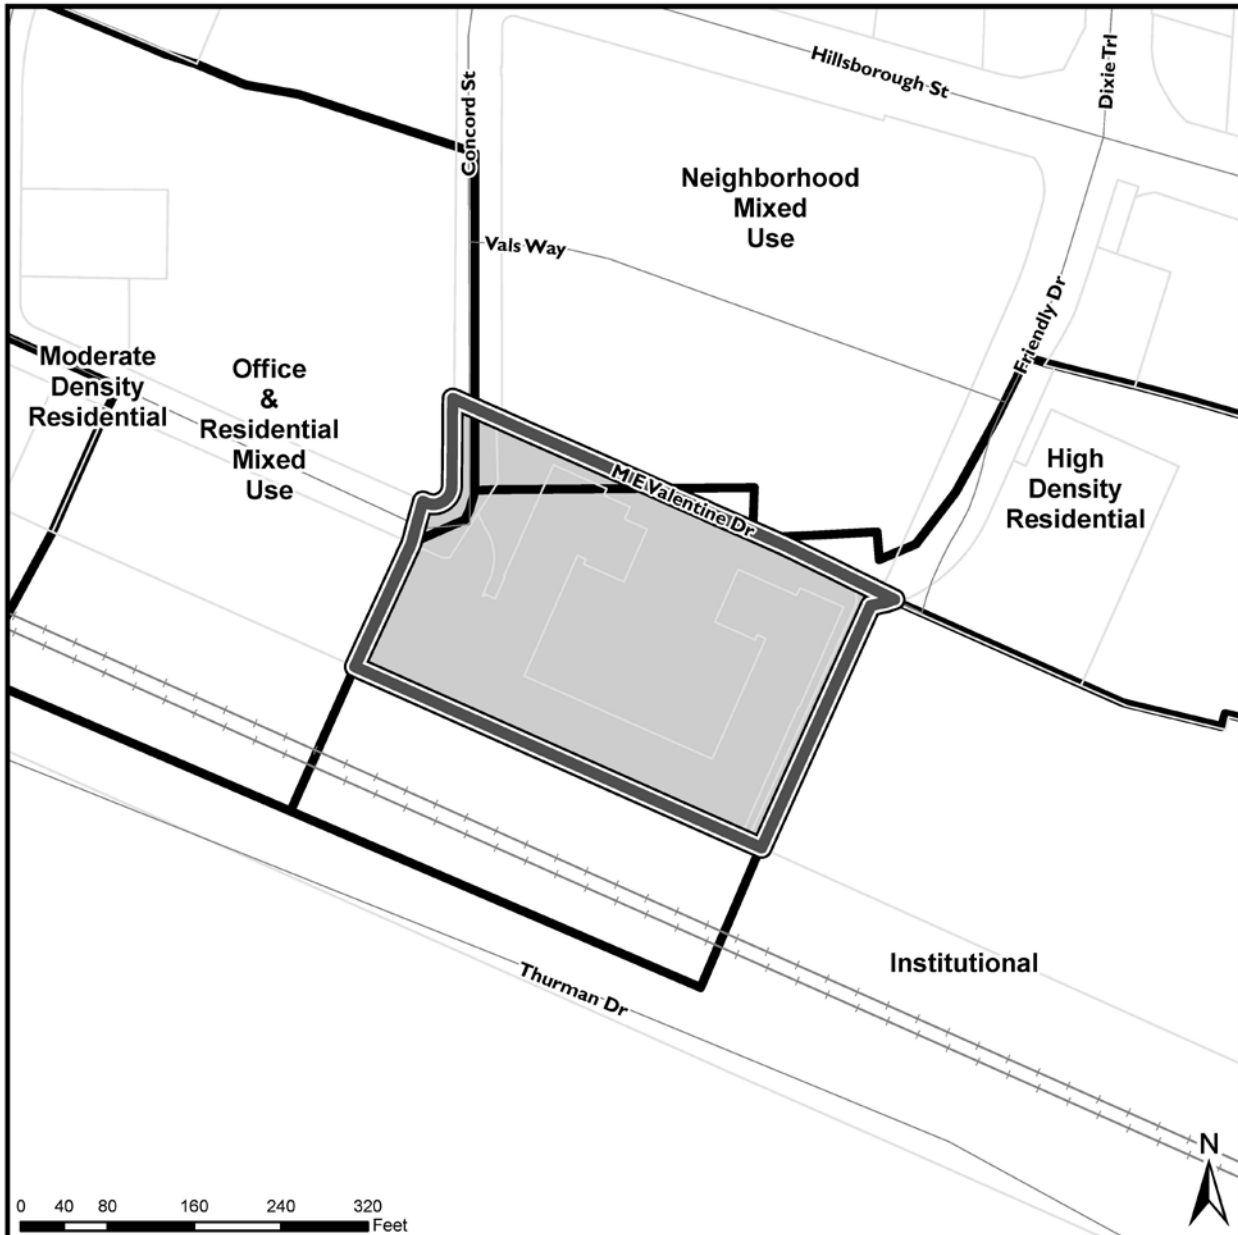 Hillsborough St
Dixie Trl
Concord St
Neighborhood
Mixed
Use
Vals Way
Friendly Dr
Moderate
Density
Residential
Office
&
Residential
Mixed
Use
High
Density
Residential
M E Valentine Dr
Institutional
Thurman Dr
N
0 40 80 160 240 320
Feet